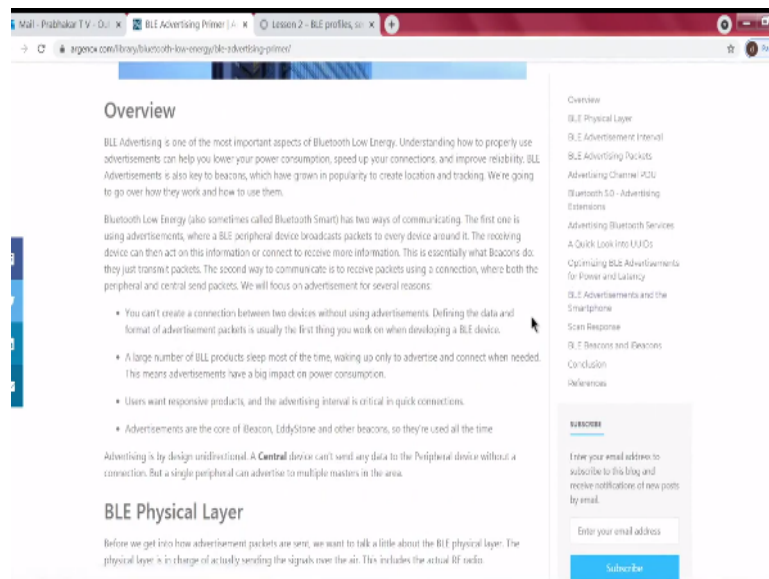 Mail - Prabhakar T V - Ou
BLE Advertising Primer | A
Lesson 2 - BLE profiles, se
argenox.com/library/bluetooth-low-energy/ble-advertising-primer/
Overview
BLE Advertising is one of the most important aspects of Bluetooth Low Energy. Understanding how to properly use
advertisements can help you lower your power consumption, speed up your connections, and improve reliability. BLE
Advertisements is also key to beacons, which have grown in popularity to create location and tracking. We're going
to go over how they work and how to use them.
Bluetooth Low Energy (also sometimes called Bluetooth Smart) has two ways of communicating. The first one is
using advertisements, where a BLE peripheral device broadcasts packets to every device around it. The receiving
device can then act on this information or connect to receive more information. This is essentially what Beacons do:
they just transmit packets. The second way to communicate is to receive packets using a connection, where both the
peripheral and central send packets. We will focus on advertisement for several reasons:
• You can't create a connection between two devices without using advertisements. Defining the data and
format of advertisement packets is usually the first thing you work on when developing a BLE device.
• A large number of BLE products sleep most of the time, waking up only to advertise and connect when needed.
This means advertisements have a big impact on power consumption.
• Users want responsive products, and the advertising interval is critical in quick connections.
• Advertisements are the core of iBeacon, EddyStone and other beacons, so they're used all the time
Advertising is by design unidirectional. A Central device can't send any data to the Peripheral device without a
connection. But a single peripheral can advertise to multiple masters in the area.
BLE Physical Layer
Before we get into how advertisement packets are sent, we want to talk a little about the BLE physical layer. The
physical layer is in charge of actually sending the signals over the air. This includes the actual RF radio.
Overview
BLE Physical Layer
BLE Advertisement Interval
BLE Advertising Packets
Advertising Channel PDU
Bluetooth 5.0 - Advertising
Extensions
Advertising Bluetooth Services
A Quick Look into UUIDs
Optimizing BLE Advertisements
for Power and Latency
BLE Advertisements and the
Smartphone
Scan Response
BLE Beacons and iBeacons
Conclusion
References
SUBSCRIBE
Enter your email address to
subscribe to this blog and
receive notifications of new posts
by email.
Enter your email address
Subscribe